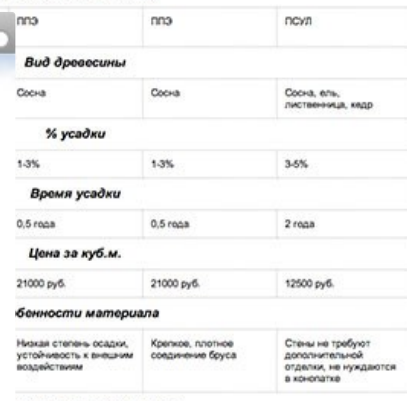 ППЭ ППЭ ПСУЛ
Вид древесины
Сосна Сосна Сосна, ель,
лиственница, кедр
% усадки
1-3% 1-3% 3-5%
Время усадки
0,5 года 0,5 года 2 года
Цена за куб.м.
21000 руб. 21000 руб. 12500 руб.
бенности материала
Низкая степень осадки, Крепкое, плотное Стены не требуют
устойчивость к внешним соединение бруса дополнительной
воздействиям отделки, не нуждаются
в конопатке